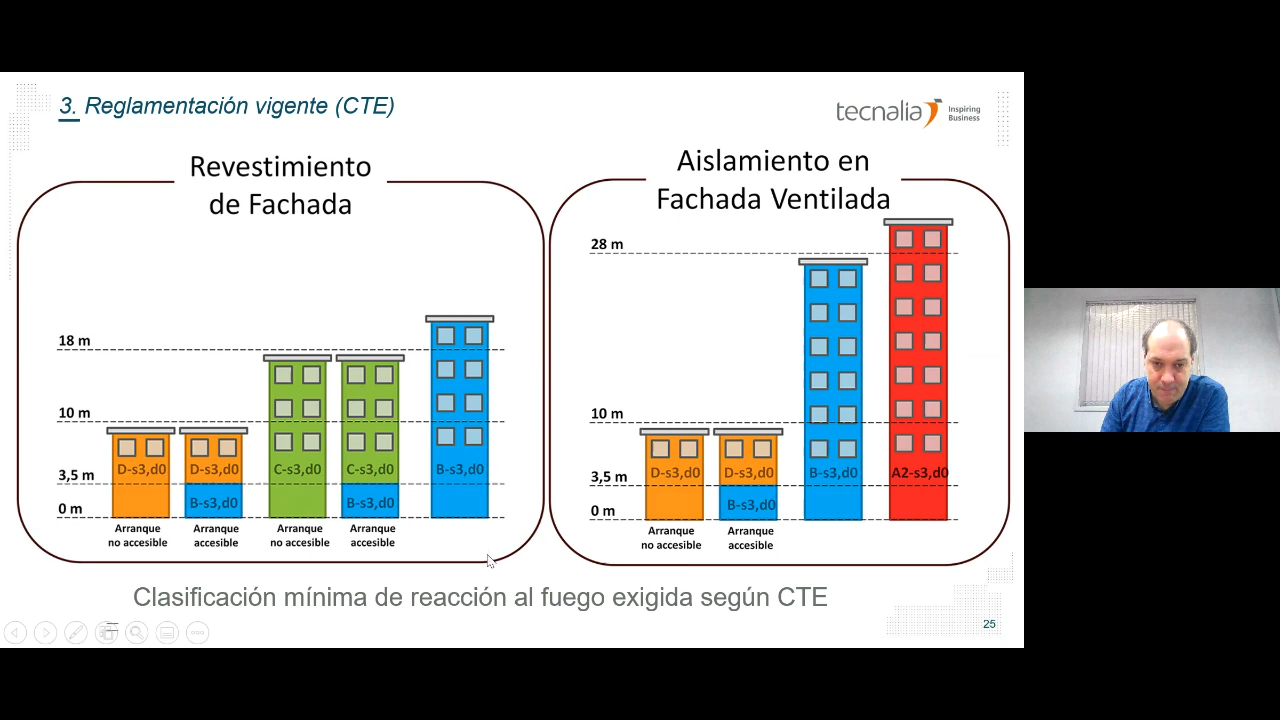 3. Reglamentación vigente (CTE)
tecnalia Inspiring Business
Revestimiento
de Fachada
18 m
10 m
3,5 m
0 m
D-s3,d0
D-s3,d0
C-s3,d0
C-s3,d0
B-s3,d0
B-s3,d0
B-s3,d0
Arranque
no accesible
Arranque
accesible
Arranque
no accesible
Arranque
accesible
Aislamiento en
Fachada Ventilada
28 m
10 m
3,5 m
0 m
D-s3,d0
D-s3,d0
B-s3,d0
A2-s3,d0
B-s3,d0
Arranque
no accesible
Arranque
accesible
Clasificación mínima de reacción al fuego exigida según CTE
25